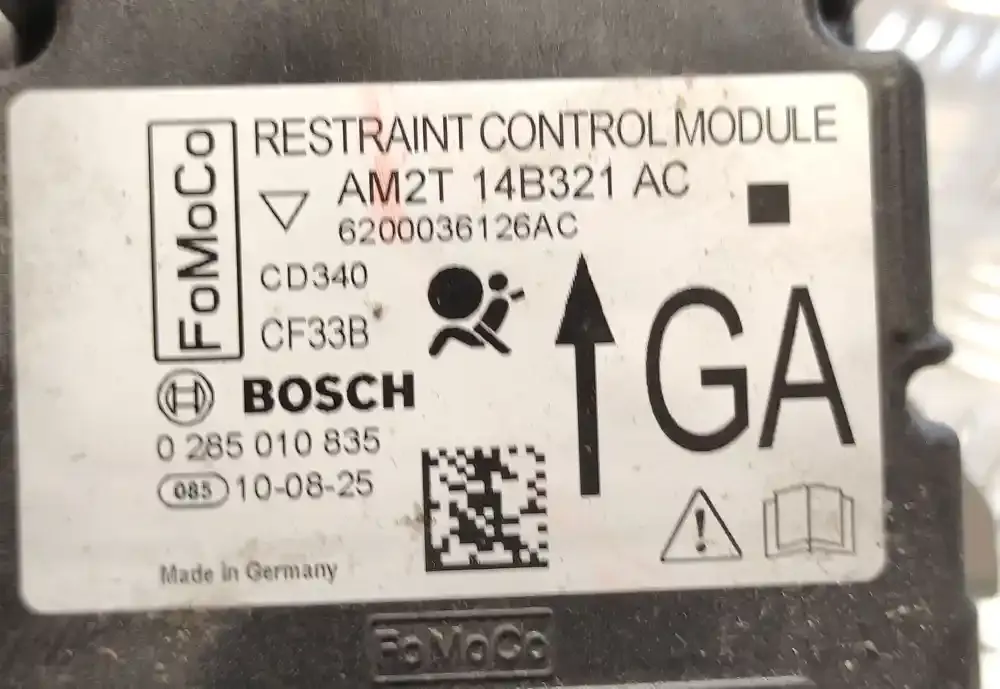 FoMoCo
RESTRAINT CONTROL MODULE
AM2T 14B321 AC
6200036126AC
CD340
CF33B
GA
BOSCH
0 285 010 835
085 10-08-25
Made in Germany
FoMoCo